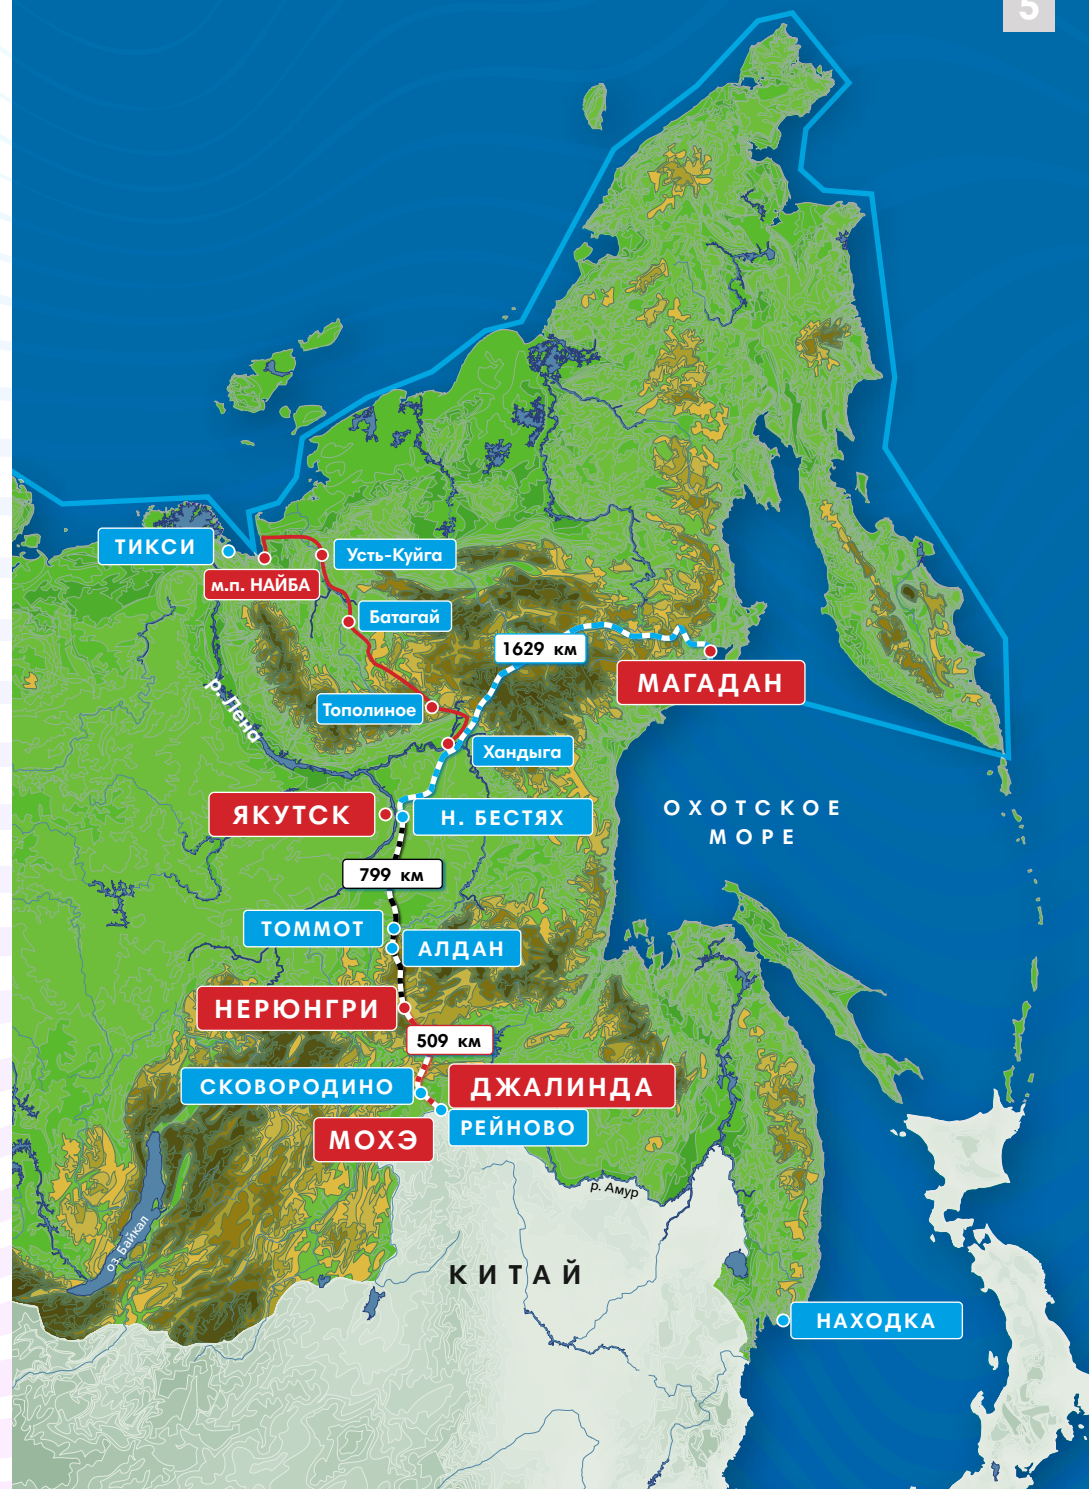 5
ТИКСИ
Усть-Куйга
м.п. НАЙБА
Батагай
1629 км
МАГАДАН
р. Лена
Тополиное
Хандыга
ОХОТСКОЕ
МОРЕ
ЯКУТСК
Н. БЕСТЯХ
799 км
ТОММОТ
АЛДАН
НЕРЮНГРИ
509 км
СКОВОРОДИНО
ДЖАЛИНДА
РЕЙНОВО
МОХЭ
р. Амур
оз. Байкал
КИТАЙ
НАХОДКА